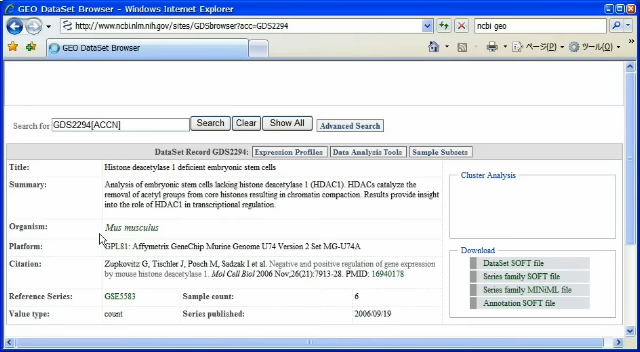 GEO DataSet Browser - Windows Internet Explorer
http://www.ncbi.nlm.nih.gov/sites/GDSbrowser?acc=GDS2294
ncbi geo
GEO DataSet Browser
ページ(P)
ツール(O)
Search for GDS2294[ACCN] Search Clear Show All Advanced Search
DataSet Record GDS2294: Expression Profiles Data Analysis Tools Sample Subsets
Title: Histone deacetylase 1 deficient embryonic stem cells
Summary: Analysis of embryonic stem cells lacking histone deacetylase 1 (HDAC1). HDACs catalyze the
removal of acetyl groups from core histones resulting in chromatin compaction. Results provide insight
into the role of HDAC1 in transcriptional regulation.
Organism: Mus musculus
Platform: GPL81: Affymetrix GeneChip Murine Genome U74 Version 2 Set MG-U74A
Citation: Zupkovitz G, Tischler J, Posch M, Sadzak I et al. Negative and positive regulation of gene expression
by mouse histone deacetylase 1. Mol Cell Biol 2006 Nov;26(21):7913-28. PMID: 16940178
Reference Series: GSE5583 Sample count: 6
Value type: count Series published: 2006/09/19
Cluster Analysis
Download
DataSet SOFT file
Series family SOFT file
Series family MINiML file
Annotation SOFT file